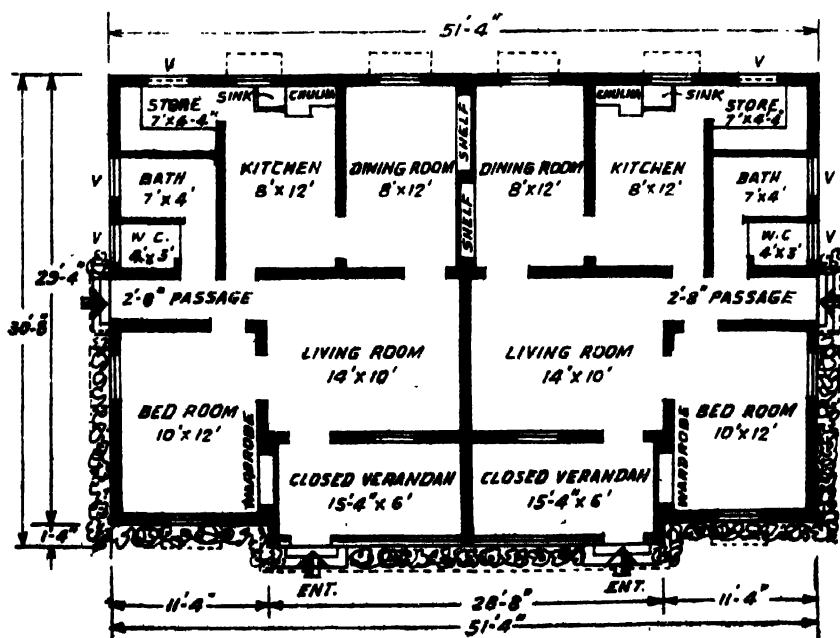 51'-4"
V
V
SINK
CHULHA
CHULHA
SINK
STORE
7'X4'-4"
STORE
7'X4'-4"
SHELF
KITCHEN
8'X12'
DINING ROOM
8'X12'
DINING ROOM
8'X12'
KITCHEN
8'X12'
V
BATH
7'X4'
BATH
7'X4'
V
SHELF
V
W.C.
4'X3'
W.C
4'X3'
V
29'-4"
30'-8"
2'-8" PASSAGE
2'-8" PASSAGE
LIVING ROOM
14'X10'
LIVING ROOM
14'X10'
BED ROOM
10'X12'
BED ROOM
10'X12'
WARDROBE
WARDROBE
CLOSED VERANDAH
15'-4"X6'
CLOSED VERANDAH
15'-4"X6'
1'-4"
ENT.
ENT.
11'-4"
28'-8"
11'-4"
51'-4"